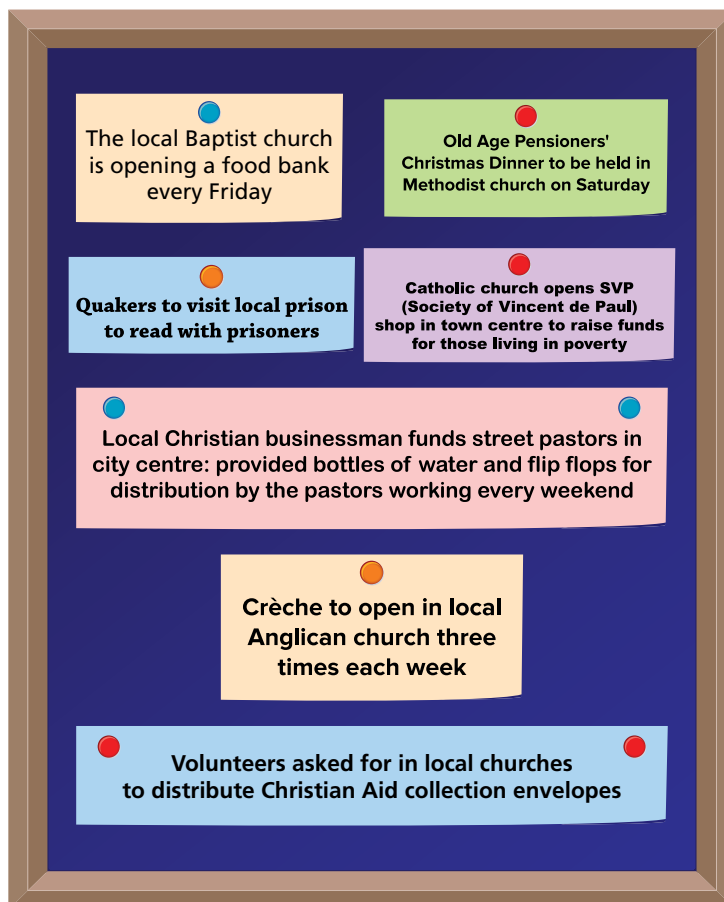 The local Baptist church
is opening a food bank
every Friday
Old Age Pensioners'
Christmas Dinner to be held in
Methodist church on Saturday
Quakers to visit local prison
to read with prisoners
Catholic church opens SVP
(Society of Vincent de Paul)
shop in town centre to raise funds
for those living in poverty
Local Christian businessman funds street pastors in
city centre: provided bottles of water and flip flops for
distribution by the pastors working every weekend
Crèche to open in local
Anglican church three
times each week
Volunteers asked for in local churches
to distribute Christian Aid collection envelopes